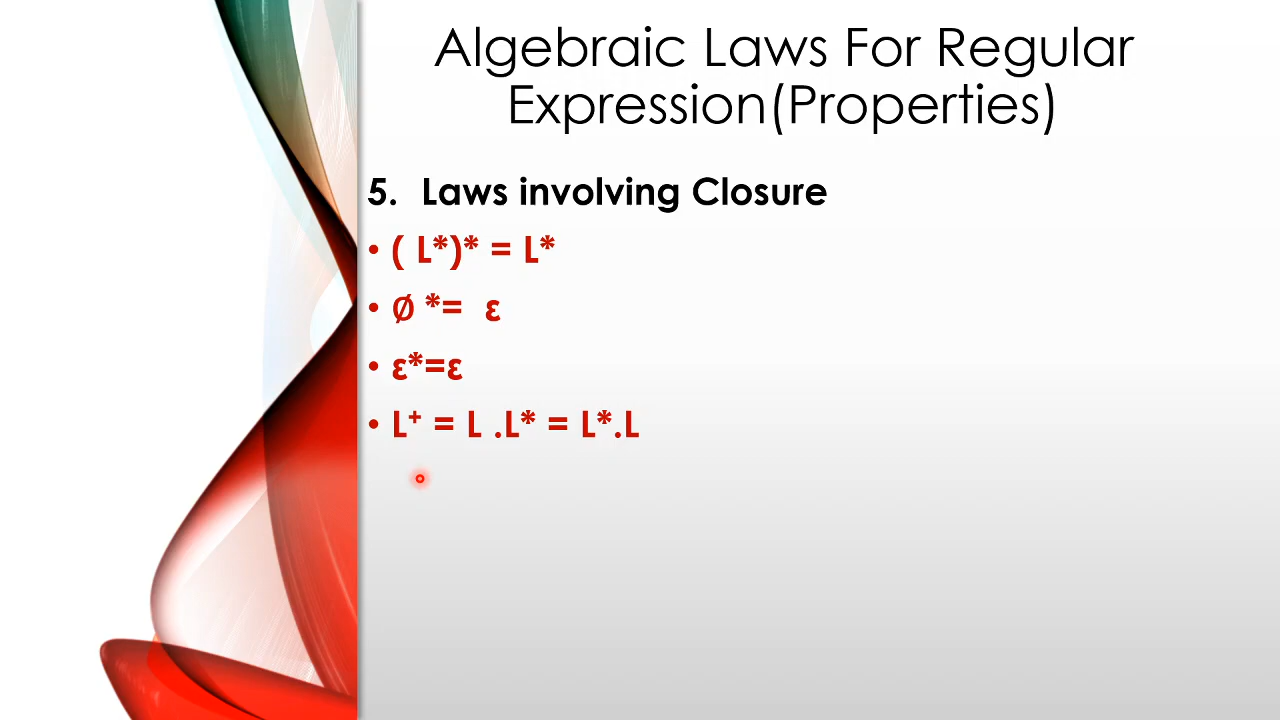 Algebraic Laws For Regular
Expression(Properties)
5. Laws involving Closure
• ( L*)* = L*
• Ø *= ε
• ε*=ε
• L⁺ = L .L* = L*.L